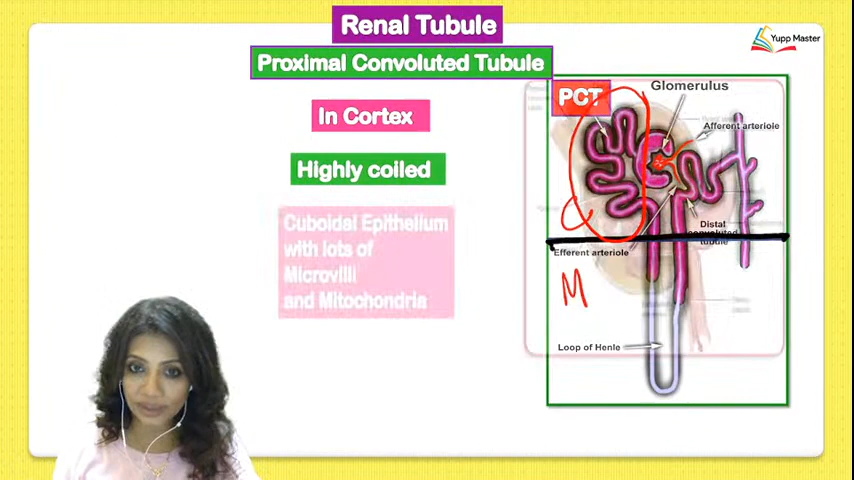 Renal Tubule
Yupp Master
Proximal Convoluted Tubule
PCT
Glomerulus
In Cortex
Afferent arteriole
Highly coiled
Cuboidal Epithelium
with lots of
Microvilli
and Mitochondria
Distal
convoluted
tubule
Efferent arteriole
C
M
Loop of Henle